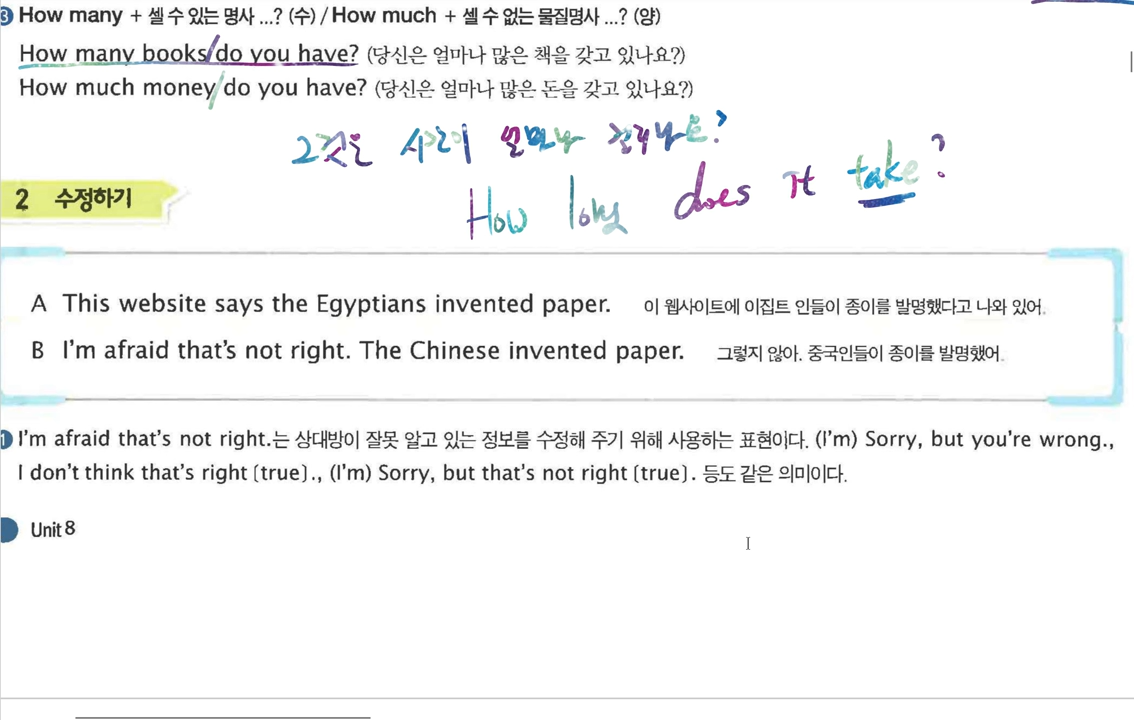 ❸ How many + 셀 수 있는 명사 ...? (수) / How much + 셀 수 없는 물질명사 ...? (양)
How many books/do you have? (당신은 얼마나 많은 책을 갖고 있나요?)
How much money/do you have? (당신은 얼마나 많은 돈을 갖고 있나요?)
그것은 시간이 얼마나 걸리나요?
How long does it take?
2 수정하기
A This website says the Egyptians invented paper. 이 웹사이트에 이집트 인들이 종이를 발명했다고 나와 있어.
B I'm afraid that's not right. The Chinese invented paper. 그렇지 않아. 중국인들이 종이를 발명했어.
❶ I'm afraid that's not right.는 상대방이 잘못 알고 있는 정보를 수정해 주기 위해 사용하는 표현이다. (I'm) Sorry, but you're wrong.,
I don't think that's right (true)., (I'm) Sorry, but that's not right (true). 등도 같은 의미이다.
Unit 8